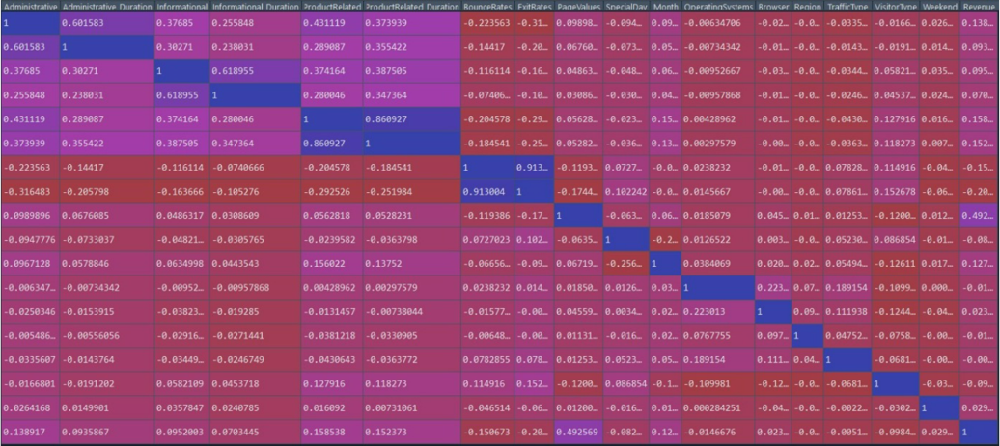 Administrative Administrative_Duration Informational Informational_Duration ProductRelated ProductRelated_Duration BounceRates ExitRates PageValues SpecialDay Month OperatingSystems Browser Region TrafficType VisitorType Weekend Revenue
1 0.601583 0.37685 0.255848 0.431119 0.373939 -0.223563 -0.31… 0.09898… -0.094… 0.09… -0.00634706 -0.02… -0.0… -0.0335… -0.0166… 0.026… 0.138…
0.601583 1 0.30271 0.238031 0.289087 0.355422 -0.14417 -0.20… 0.06760… -0.073… 0.05… -0.00734342 -0.01… -0.0… -0.0143… -0.0191… 0.014… 0.093…
0.37685 0.30271 1 0.618955 0.374164 0.387505 -0.116114 -0.16… 0.04863… -0.048… 0.06… -0.00952667 -0.03… -0.0… -0.0344… 0.05821… 0.035… 0.095…
0.255848 0.238031 0.618955 1 0.280046 0.347364 -0.07406… -0.10… 0.03086… -0.030… 0.04… -0.00957868 -0.01… -0.0… -0.0246… 0.04537… 0.024… 0.070…
0.431119 0.289087 0.374164 0.280046 1 0.860927 -0.204578 -0.29… 0.05628… -0.023… 0.15… 0.00428962 -0.01… -0.0… -0.0430… 0.127916 0.016… 0.158…
0.373939 0.355422 0.387505 0.347364 0.860927 1 -0.184541 -0.25… 0.05282… -0.036… 0.13… 0.00297579 -0.00… -0.0… -0.0363… 0.118273 0.007… 0.152…
-0.223563 -0.14417 -0.116114 -0.0740666 -0.204578 -0.184541 1 0.913… -0.1193… 0.0727… -0.0… 0.0238232 -0.01… -0.0… 0.07828… 0.114916 -0.04… -0.15…
-0.316483 -0.205798 -0.163666 -0.105276 -0.292526 -0.251984 0.913004 1 -0.1744… 0.102242 -0.0… 0.0145667 -0.00… -0.0… 0.07861… 0.152678 -0.06… -0.20…
0.0989896 0.0676085 0.0486317 0.0308609 0.0562818 0.0528231 -0.119386 -0.17… 1 -0.063… 0.06… 0.0185079 0.045… 0.01… 0.01253… -0.1200… 0.012… 0.492…
-0.0947776 -0.0733037 -0.04821… -0.0305765 -0.0239582 -0.0363798 0.0727023 0.102… -0.0635… 1 -0.2… 0.0126522 0.003… -0.0… 0.05230… 0.086854 -0.01… -0.08…
0.0967128 0.0578846 0.0634998 0.0443543 0.156022 0.13752 -0.06656… -0.09… 0.06719… -0.256… 1 0.0384069 0.020… -0.02… 0.05494… -0.12611 0.017… 0.127…
-0.006347… -0.00734342 -0.00952… -0.00957868 0.00428962 0.00297579 0.0238232 0.014… 0.01850… 0.0126… 0.03… 1 0.223… 0.07… 0.189154 -0.1099… 0.000… -0.01…
-0.0250346 -0.0153915 -0.03823… -0.019285 -0.0131457 -0.00738044 -0.01577… -0.00… 0.04559… 0.0034… 0.02… 0.223013 1 0.09… 0.111938 -0.1244… -0.04… 0.023…
-0.005486… -0.00556056 -0.02916… -0.0271441 -0.0381218 -0.0330905 -0.00648… -0.00… 0.01131… -0.016… 0.02… 0.0767755 0.097… 1 0.04752… -0.0758… -0.00… -0.01…
-0.0335607 -0.0143764 -0.03449… -0.0246749 -0.0430643 -0.0363772 0.0782855 0.078… 0.01253… 0.0523… 0.05… 0.189154 0.111… 0.04… 1 -0.0681… -0.00… -0.00…
-0.0166801 -0.0191202 0.0582109 0.0453718 0.127916 0.118273 0.114916 0.152… -0.1200… 0.086854 -0.1… -0.109981 -0.12… -0.0… -0.0681… 1 -0.03… -0.09…
0.0264168 0.0149901 0.0357847 0.0240785 0.016092 0.00731061 -0.046514 -0.06… 0.01200… -0.016… 0.01… 0.000284251 -0.04… -0.0… -0.0022… -0.0302… 1 0.029…
0.138917 0.0935867 0.0952003 0.0703445 0.158538 0.152373 -0.150673 -0.20… 0.492569 -0.082… 0.12… -0.0146676 0.023… -0.0… -0.0051… -0.0984… 0.029… 1